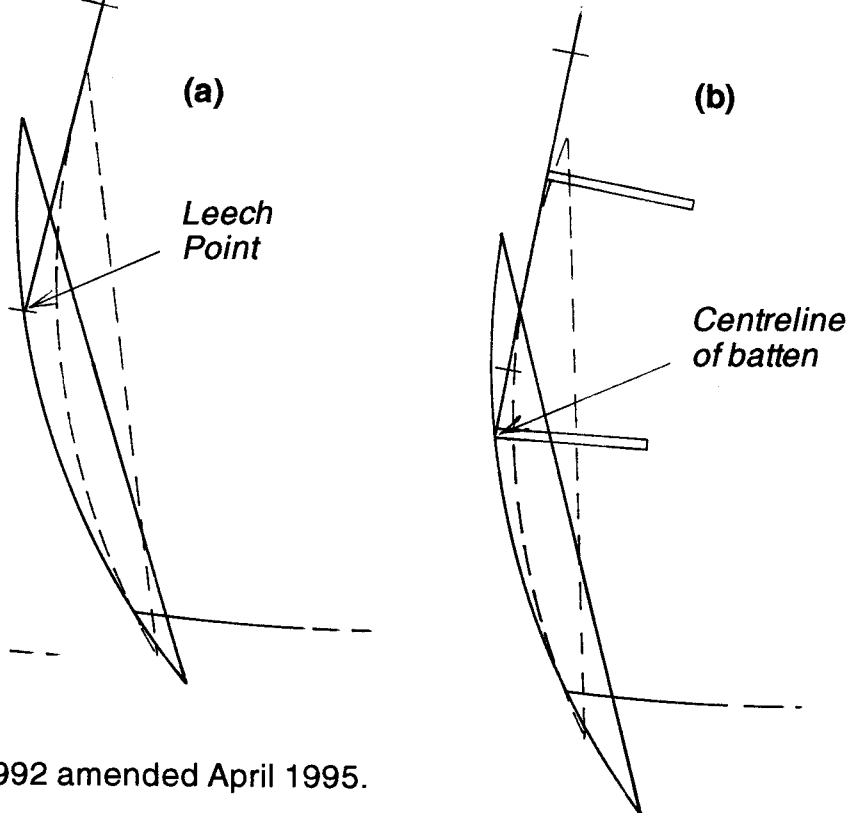 (a)
(b)
Leech
Point
Centreline
of batten
992 amended April 1995.